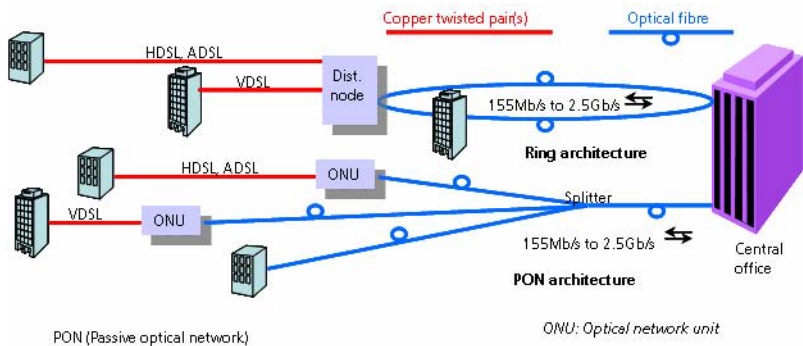 Copper twisted pair(s)
Optical fibre
HDSL, ADSL
Dist.
node
VDSL
155Mb/s to 2.5Gb/s
Ring architecture
HDSL, ADSL
ONU
Splitter
VDSL
ONU
155Mb/s to 2.5Gb/s
PON architecture
Central
office
PON (Passive optical network)
ONU: Optical network unit